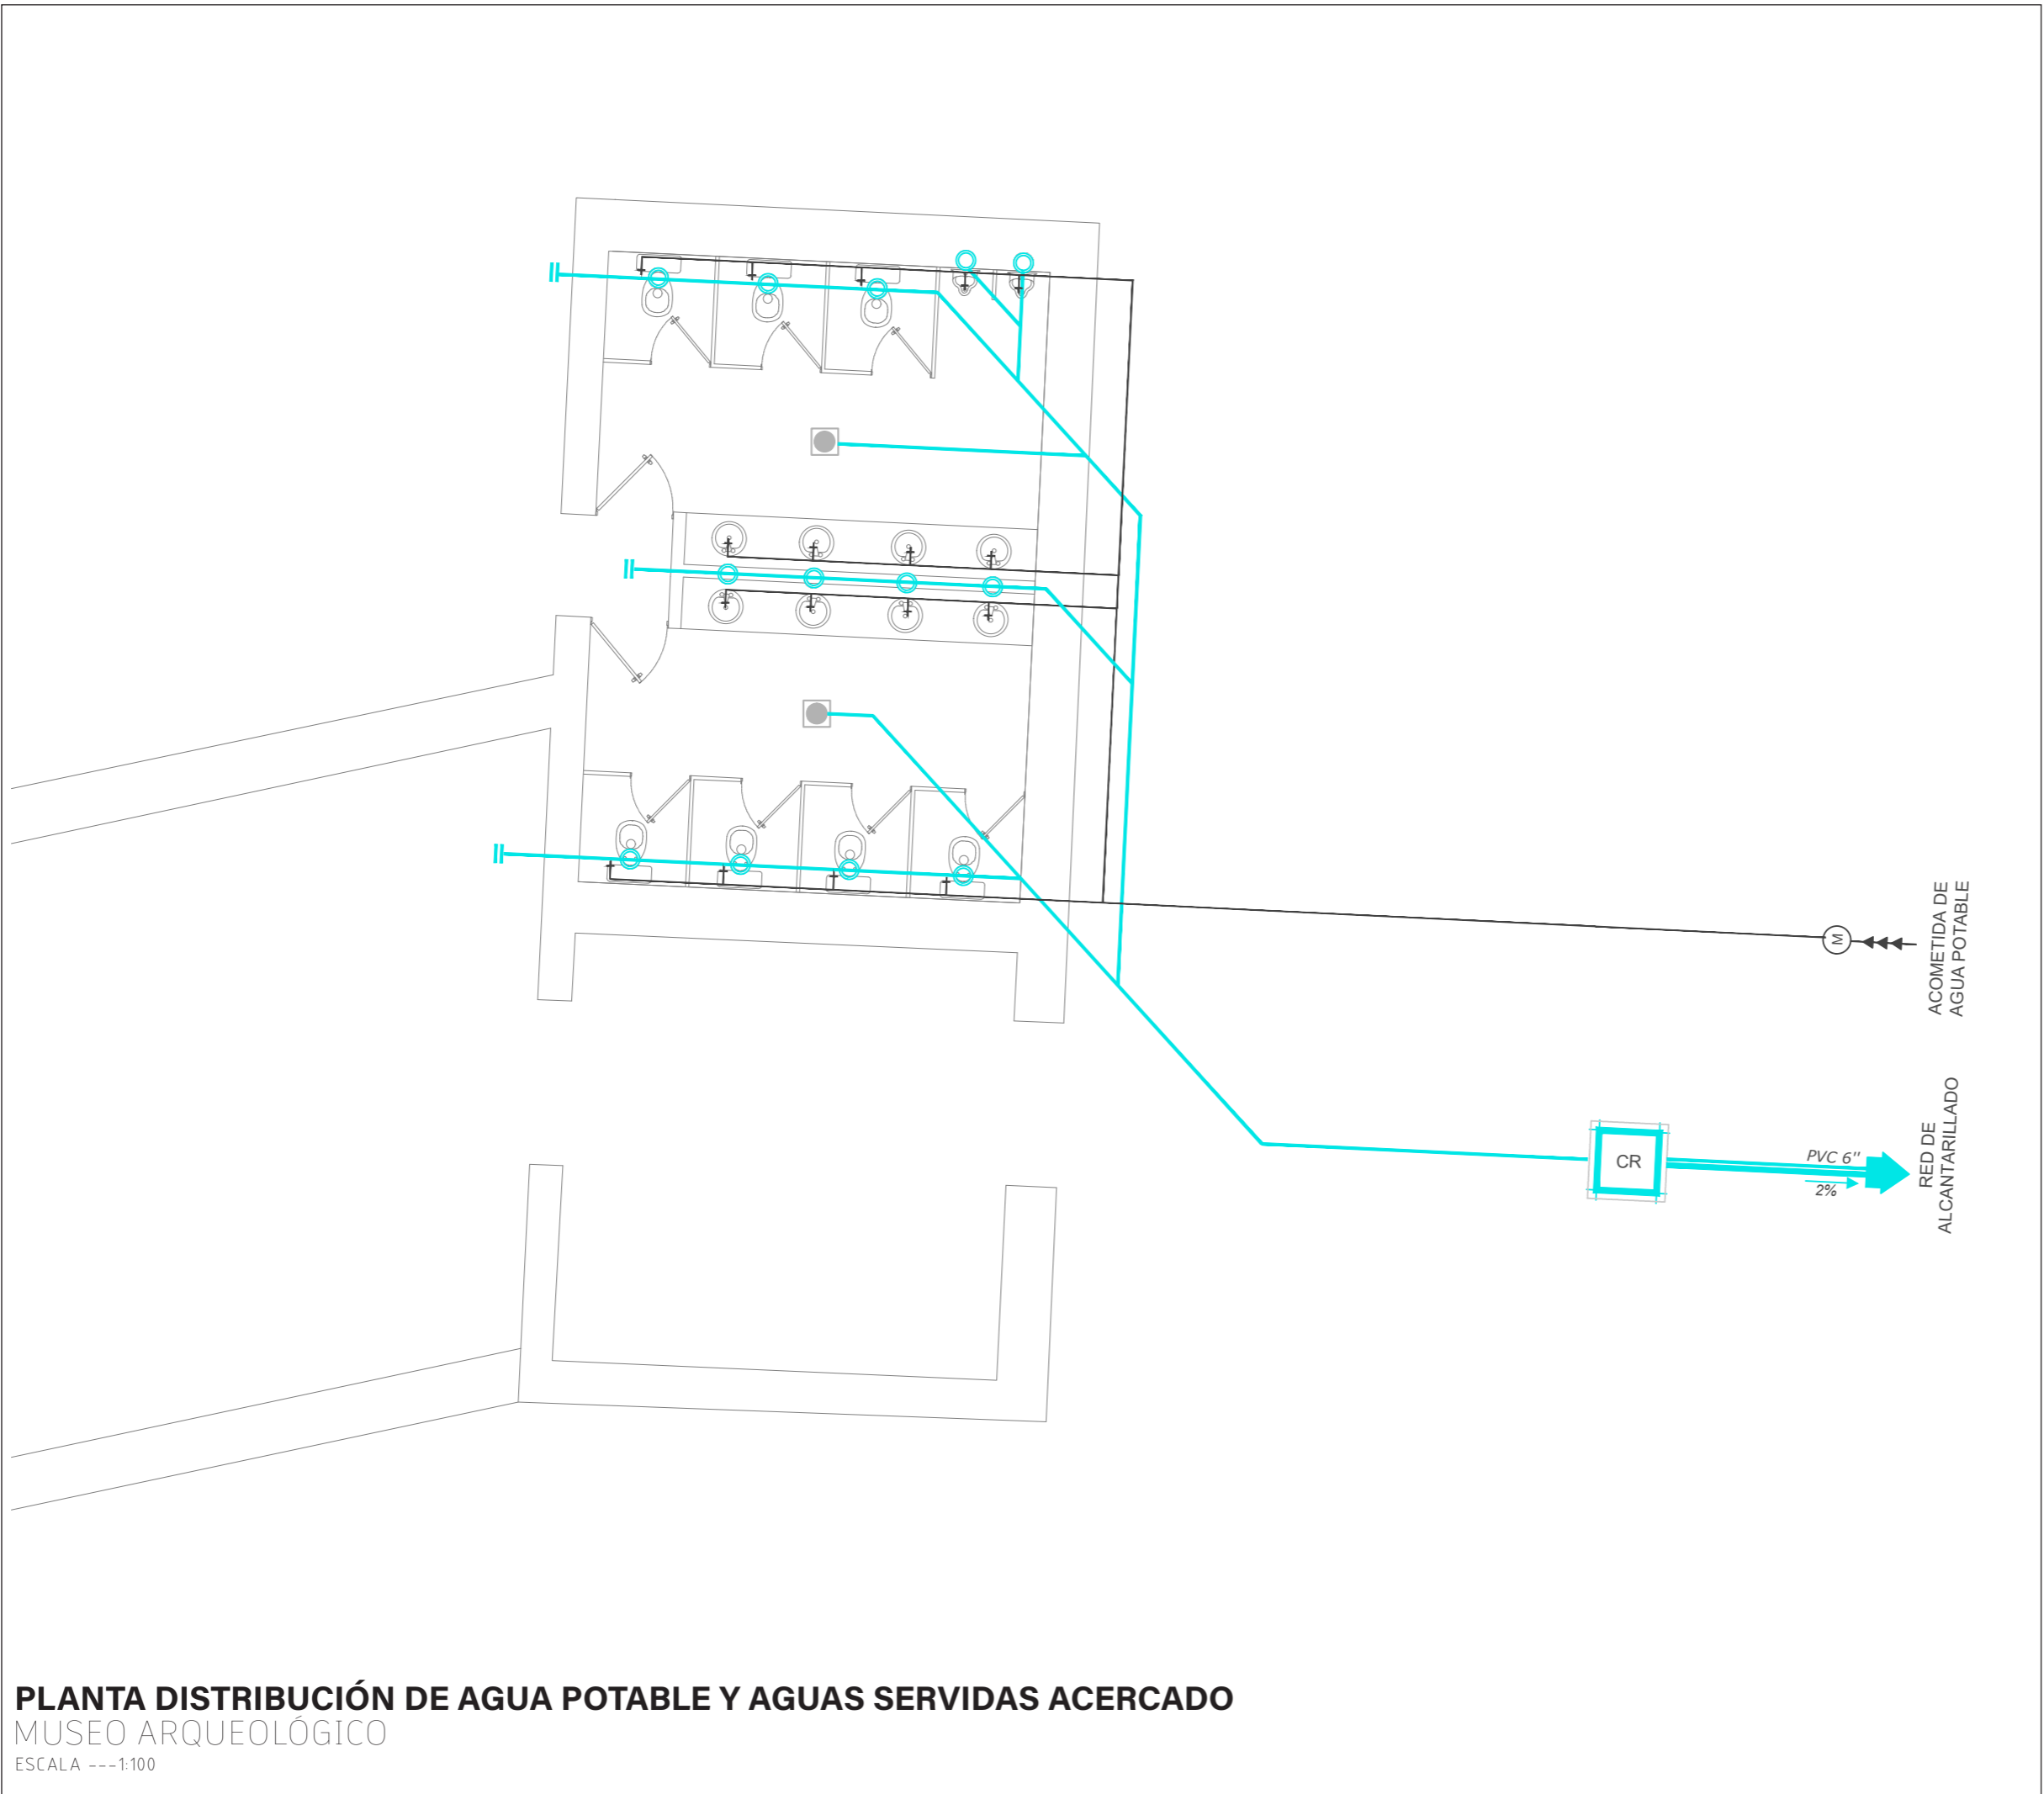 M
ACOMETIDA DE
AGUA POTABLE
CR
PVC 6"
2%
RED DE
ALCANTARILLADO
PLANTA DISTRIBUCIÓN DE AGUA POTABLE Y AGUAS SERVIDAS ACERCADO
MUSEO ARQUEOLÓGICO
ESCALA ---1:100